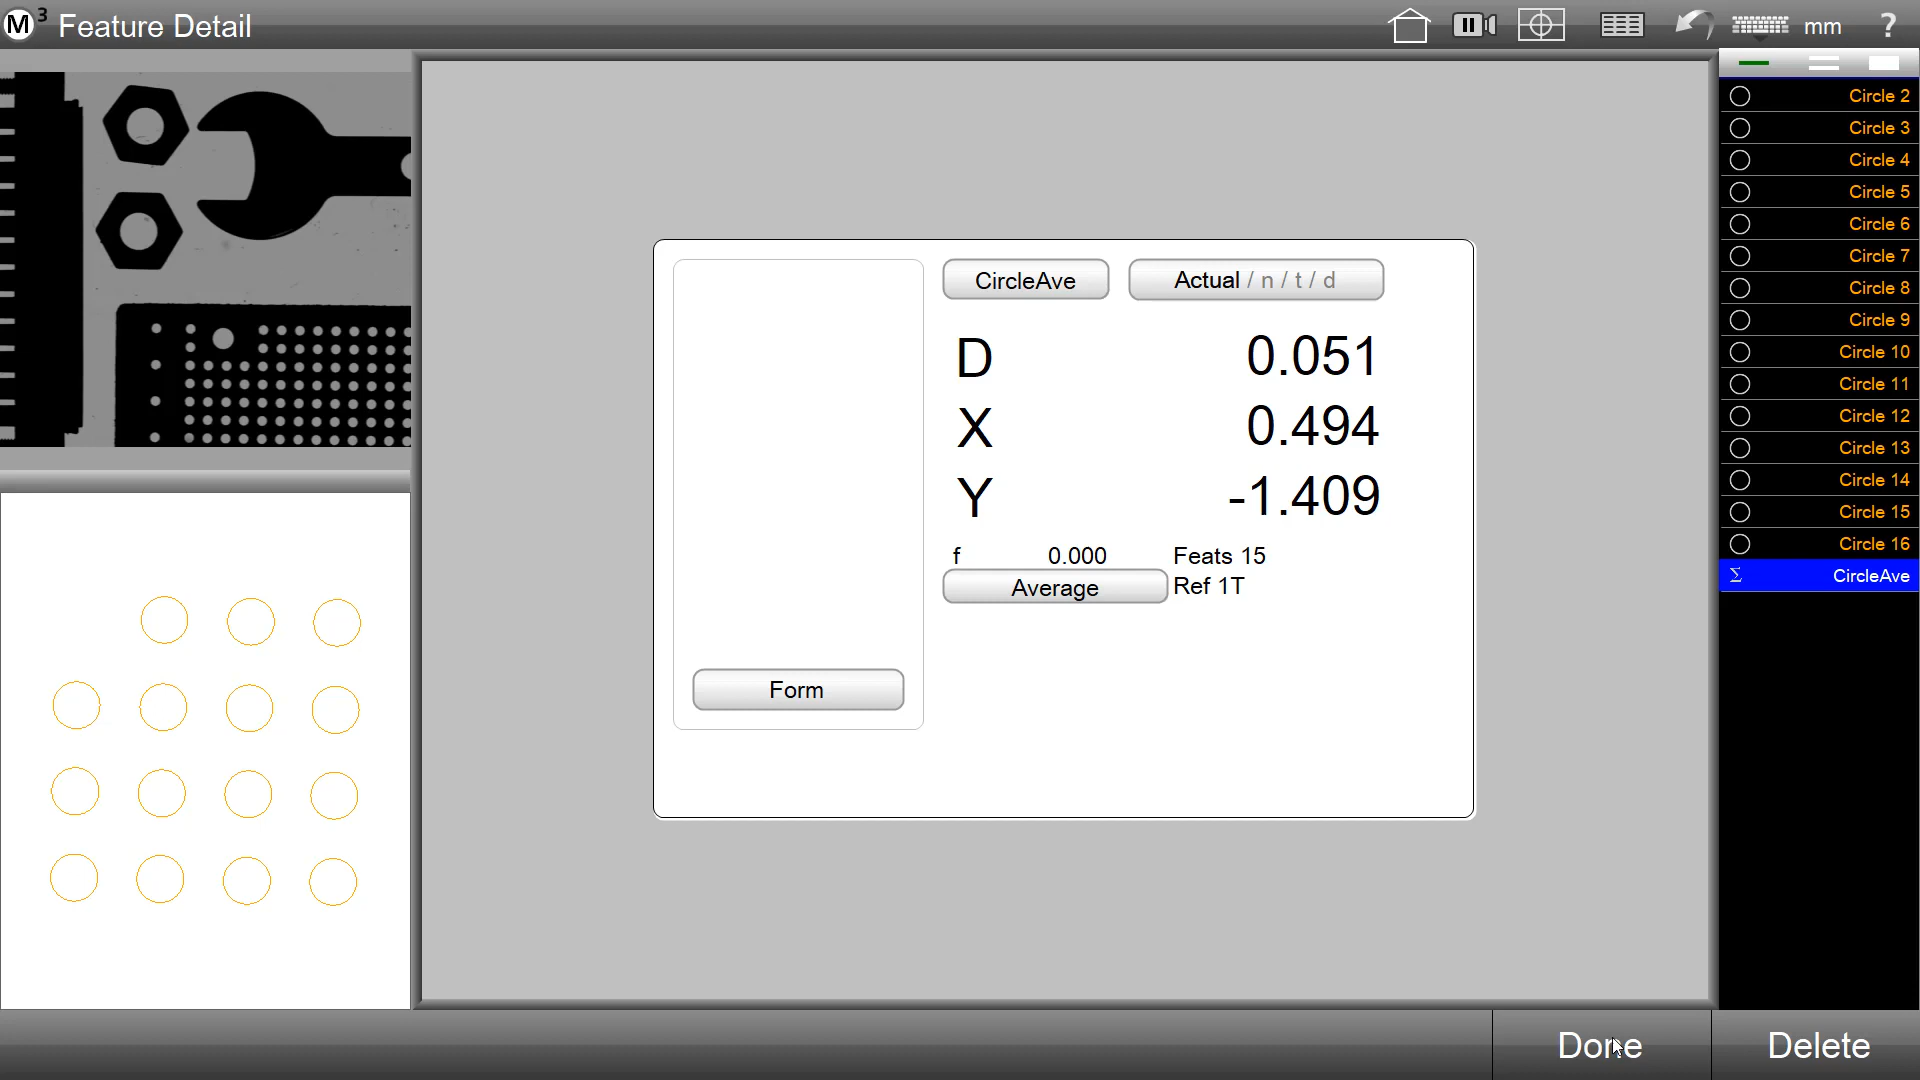 M3 Feature Detail
mm ?
CircleAve
Actual / n / t / d
D 0.051
X 0.494
Y -1.409
f 0.000 Feats 15
Average Ref 1T
Form
Circle 2
Circle 3
Circle 4
Circle 5
Circle 6
Circle 7
Circle 8
Circle 9
Circle 10
Circle 11
Circle 12
Circle 13
Circle 14
Circle 15
Circle 16
Σ CircleAve
Done Delete